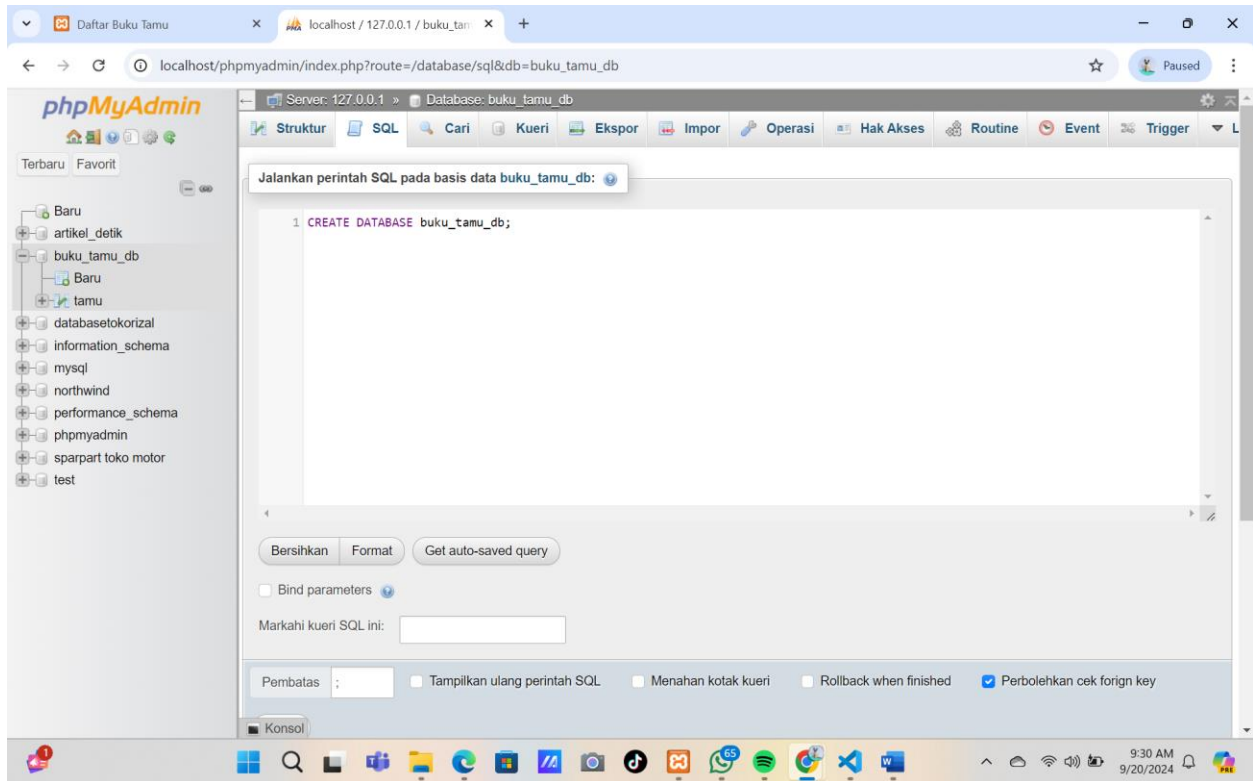 Daftar Buku Tamu
localhost / 127.0.0.1 / buku_tam
localhost/phpmyadmin/index.php?route=/database/sql&db=buku_tamu_db
Paused
phpMyAdmin
Terbaru Favorit
Baru
artikel_detik
buku_tamu_db
Baru
tamu
databasetokorizal
information_schema
mysql
northwind
performance_schema
phpmyadmin
sparpart toko motor
test
Server: 127.0.0.1 » Database: buku_tamu_db
Struktur SQL Cari Kueri Ekspor Impor Operasi Hak Akses Routine Event Trigger L
Jalankan perintah SQL pada basis data buku_tamu_db:
1 CREATE DATABASE buku_tamu_db;
Bersihkan Format Get auto-saved query
Bind parameters
Markahi kueri SQL ini:
Pembatas ; Tampilkan ulang perintah SQL Menahan kotak kueri Rollback when finished Perbolehkan cek forign key
Konsol
1
65
9:30 AM
9/20/2024
PRE